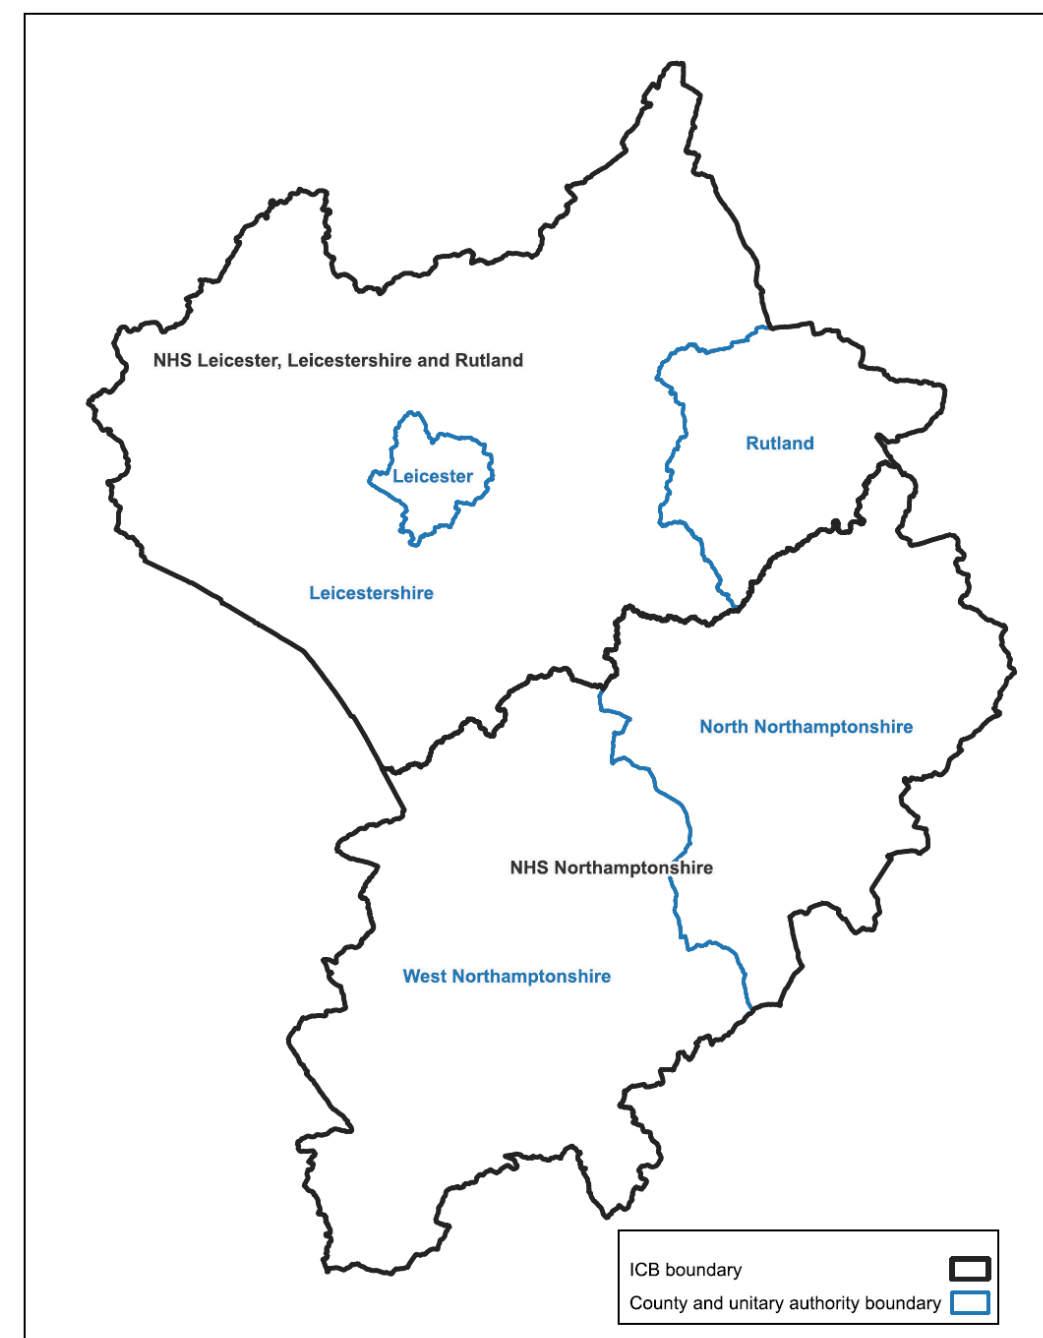 NHS Leicester, Leicestershire and Rutland
Rutland
Leicester
Leicestershire
North Northamptonshire
NHS Northamptonshire
West Northamptonshire
ICB boundary
County and unitary authority boundary